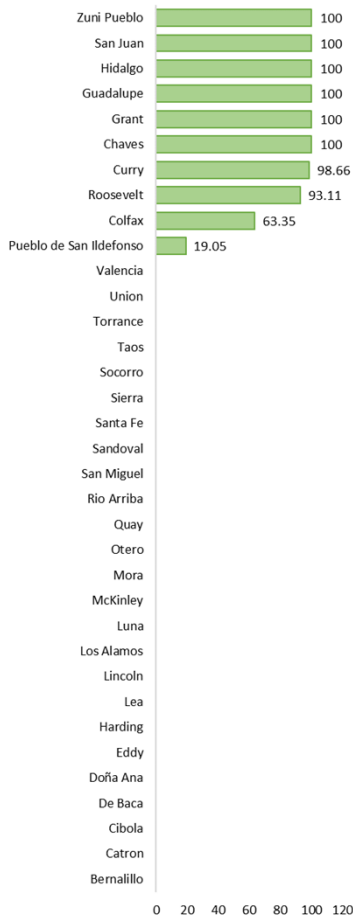 Zuni Pueblo 100
San Juan 100
Hidalgo 100
Guadalupe 100
Grant 100
Chaves 100
Curry 98.66
Roosevelt 93.11
Colfax 63.35
Pueblo de San Ildefonso 19.05
Valencia
Union
Torrance
Taos
Socorro
Sierra
Santa Fe
Sandoval
San Miguel
Rio Arriba
Quay
Otero
Mora
McKinley
Luna
Los Alamos
Lincoln
Lea
Harding
Eddy
Doña Ana
De Baca
Cibola
Catron
Bernalillo
0 20 40 60 80 100 120